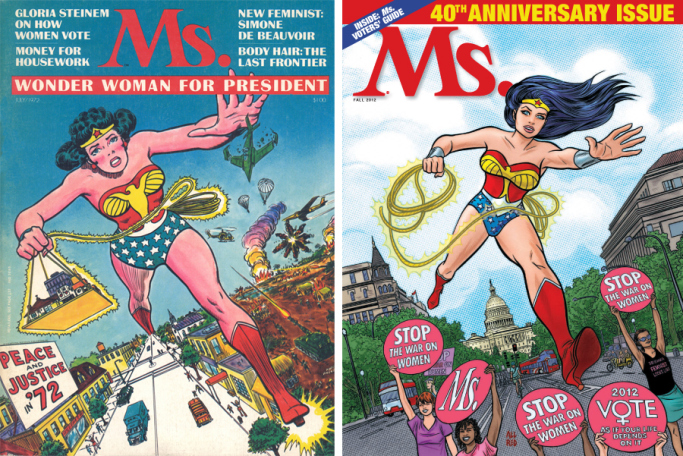 GLORIA STEINEM
ON HOW
WOMEN VOTE
MONEY FOR
HOUSEWORK
Ms.
NEW FEMINIST:
SIMONE
DE BEAUVOIR
BODY HAIR: THE
LAST FRONTIER
WONDER WOMAN FOR PRESIDENT
JULY 1972
$1.00
PEACE
AND
JUSTICE
IN '72
INSIDE: Ms.
VOTERS' GUIDE
40TH ANNIVERSARY ISSUE
Ms.
FALL 2012
STOP
THE WAR ON
WOMEN
STOP
THE WAR ON
WOMEN
Ms.
STOP
THE WAR ON
WOMEN
2012
VOTE
AS IF YOUR LIFE
DEPENDS
ON IT
ALL
RED